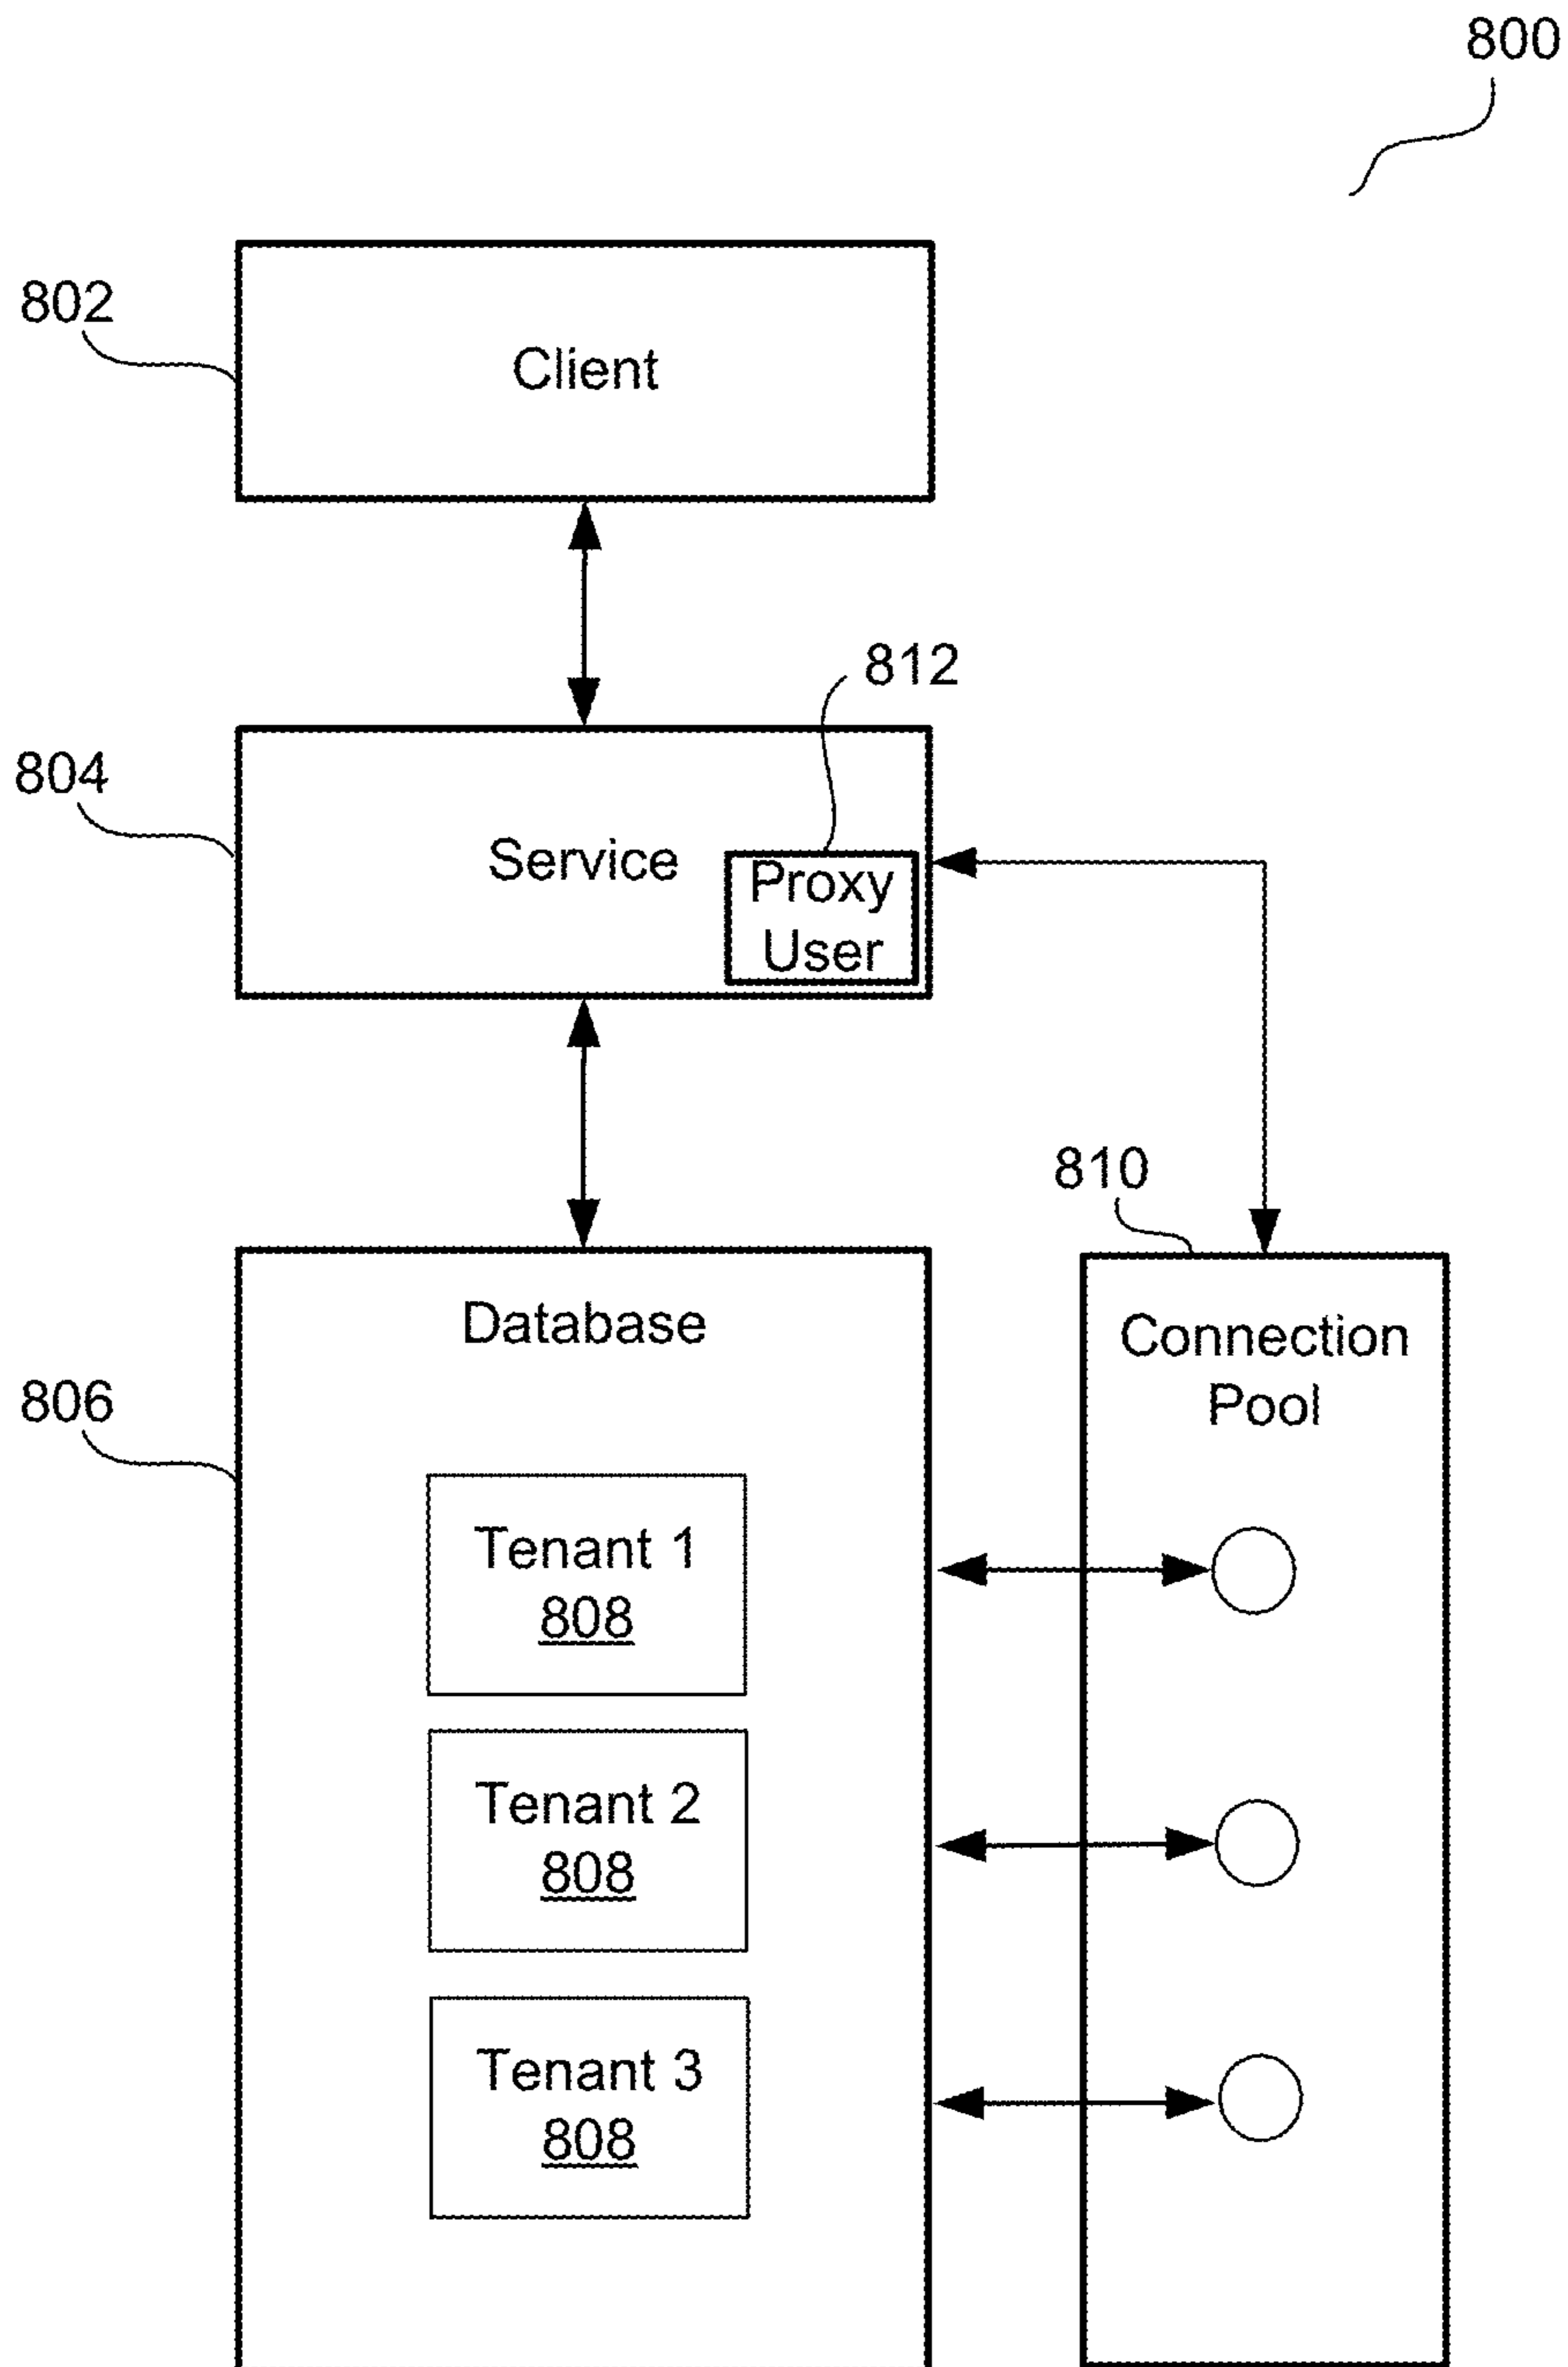 800
802
Client
812
804
Service
Proxy
User
810
Database
Connection
Pool
806
Tenant 1
808
Tenant 2
808
Tenant 3
808